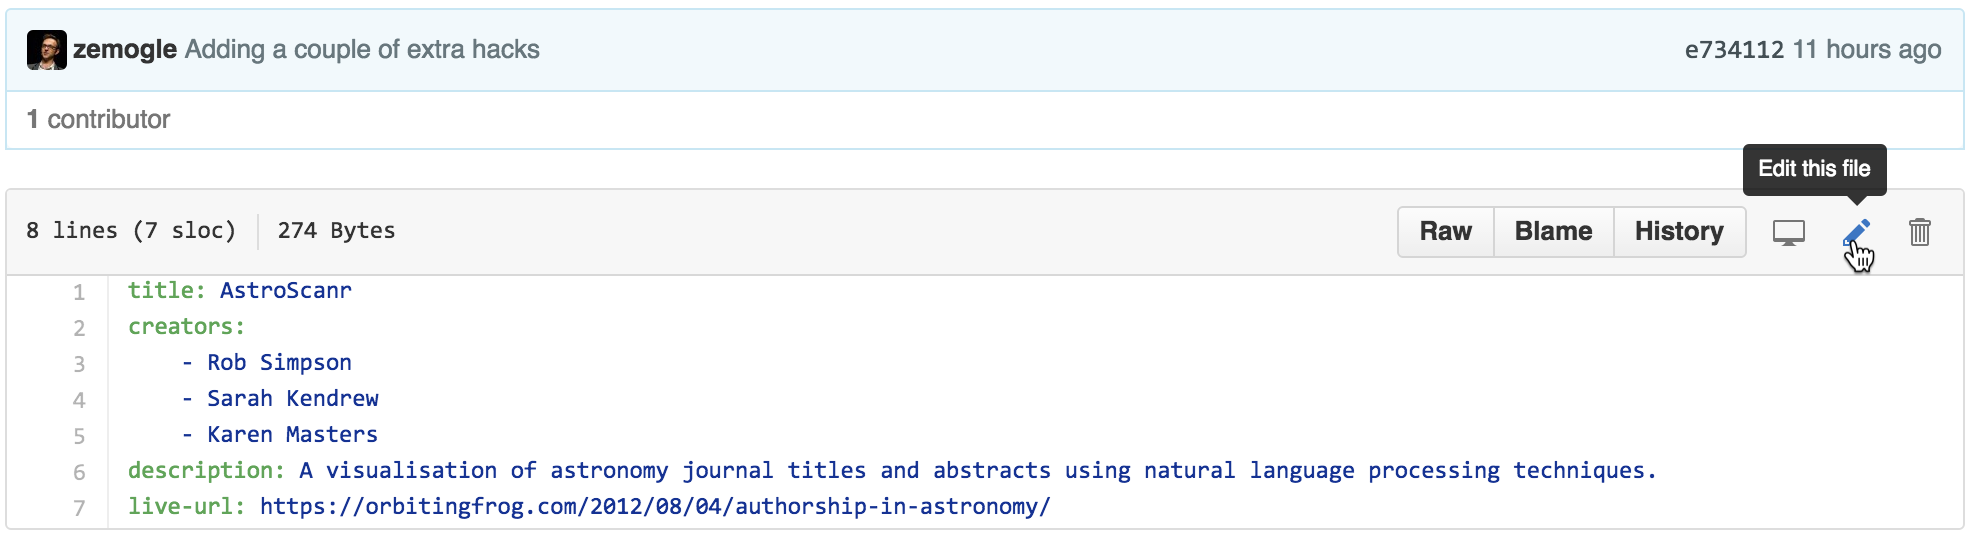 zemogle Adding a couple of extra hacks e734112 11 hours ago
1 contributor
Edit this file
8 lines (7 sloc) 274 Bytes Raw Blame History
1 title: AstroScanr
2 creators:
3 - Rob Simpson
4 - Sarah Kendrew
5 - Karen Masters
6 description: A visualisation of astronomy journal titles and abstracts using natural language processing techniques.
7 live-url: https://orbitingfrog.com/2012/08/04/authorship-in-astronomy/